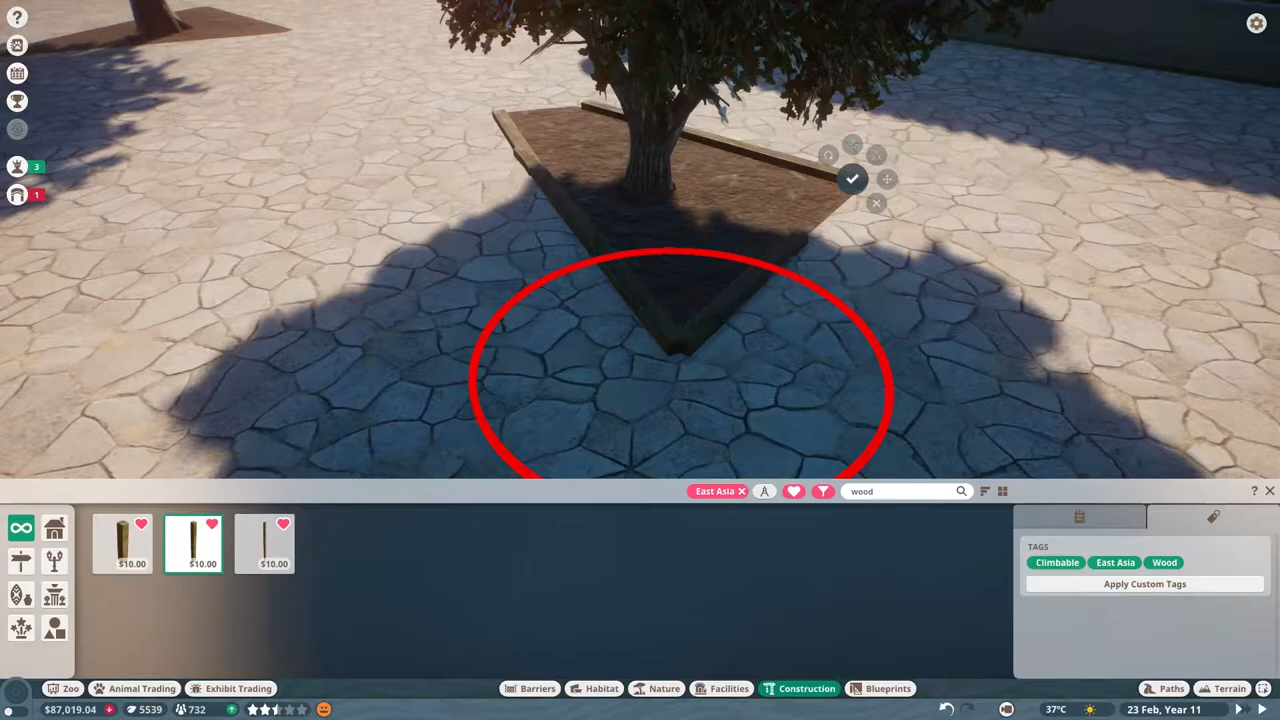 ?
3
1
East Asia
wood
?
$10.00
$10.00
$10.00
TAGS
Climbable East Asia Wood
Apply Custom Tags
Zoo Animal Trading Exhibit Trading Barriers Habitat Nature Facilities Construction Blueprints Paths Terrain
$87,019.04 5539 732 37°C 23 Feb, Year 11